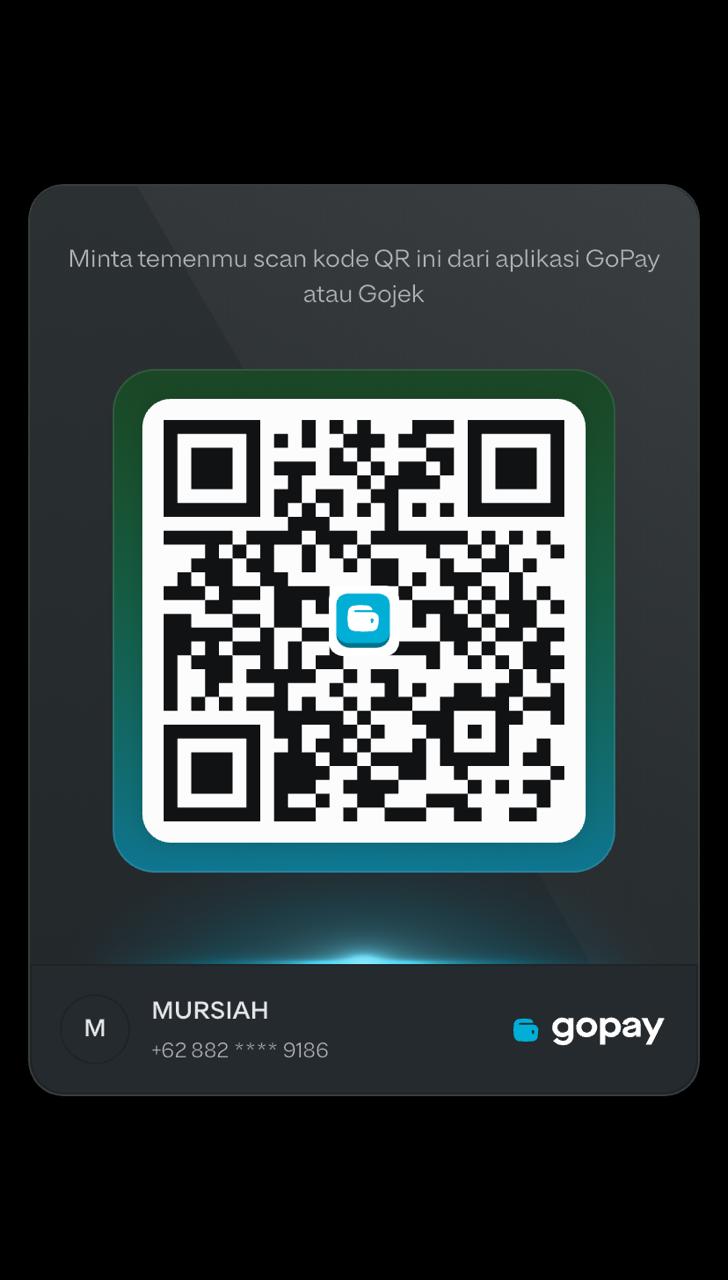 Minta temenmu scan kode QR ini dari aplikasi GoPay
atau Gojek
M
MURSIAH
+62 882 **** 9186
gopay